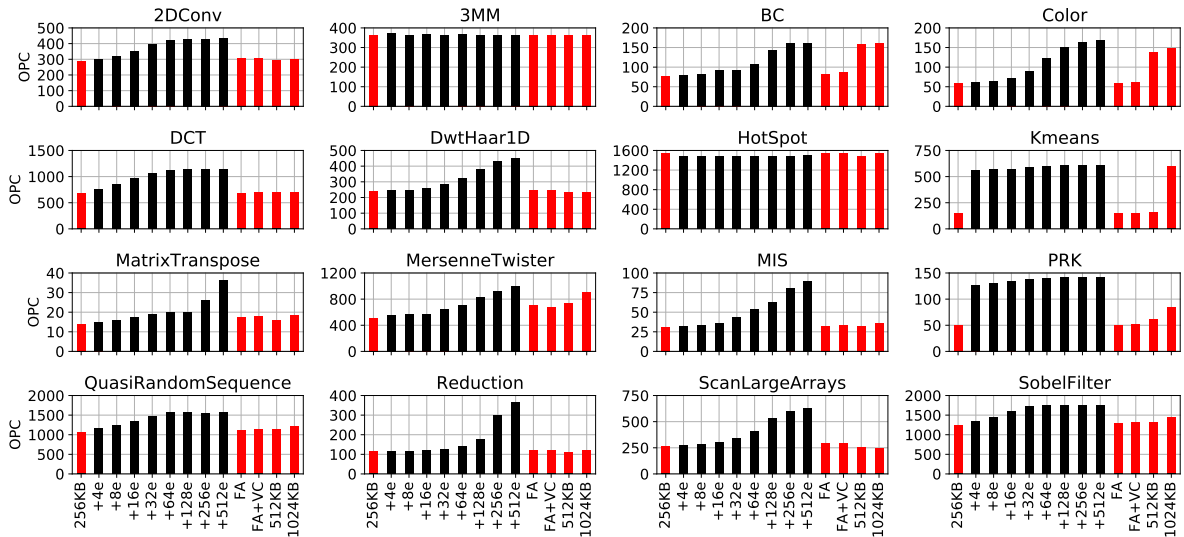 2DConv 3MM BC Color
OPC
500 400 300 200 100 0
400 300 200 100 0
200 150 100 50 0
200 150 100 50 0
DCT DwtHaar1D HotSpot Kmeans
OPC
1500 1000 500 0
500 400 300 200 100 0
1600 1200 800 400 0
750 500 250 0
MatrixTranspose MersenneTwister MIS PRK
OPC
40 30 20 10 0
1200 800 400 0
100 75 50 25 0
150 100 50 0
QuasiRandomSequence Reduction ScanLargeArrays SobelFilter
OPC
2000 1500 1000 500 0
400 300 200 100 0
750 500 250 0
2000 1500 1000 500 0
256KB +4e +8e +16e +32e +64e +128e +256e +512e FA FA+VC 512KB 1024KB
256KB +4e +8e +16e +32e +64e +128e +256e +512e FA FA+VC 512KB 1024KB
256KB +4e +8e +16e +32e +64e +128e +256e +512e FA FA+VC 512KB 1024KB
256KB +4e +8e +16e +32e +64e +128e +256e +512e FA FA+VC 512KB 1024KB